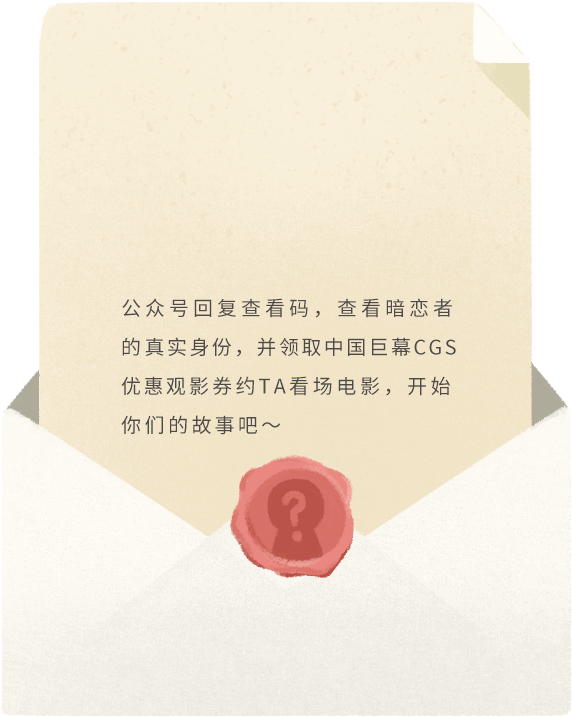 公众号回复查看码，查看暗恋者
的真实身份，并领取中国巨幕CGS
优惠观影券约TA看场电影，开始
你们的故事吧～
?